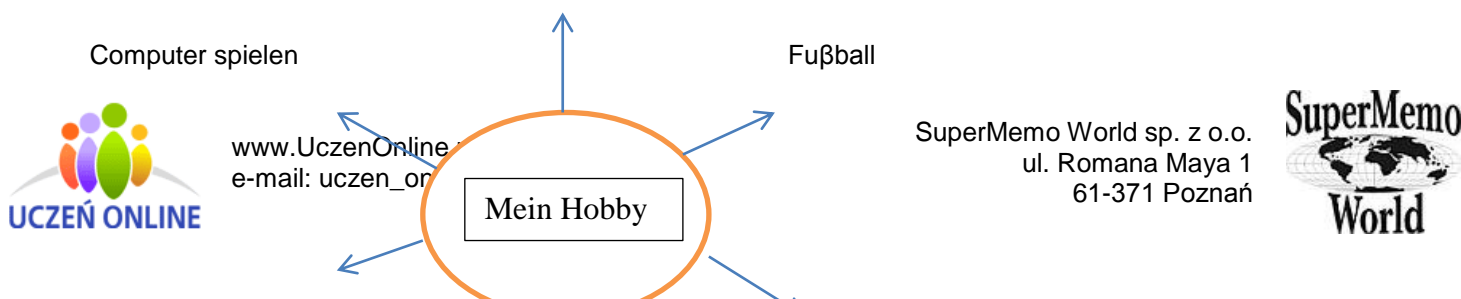 Computer spielen
Fuβball
www.UczenOnline
e-mail: uczen_on
UCZEŃ ONLINE
Mein Hobby
SuperMemo World sp. z o.o.
ul. Romana Maya 1
61-371 Poznań
SuperMemo
World